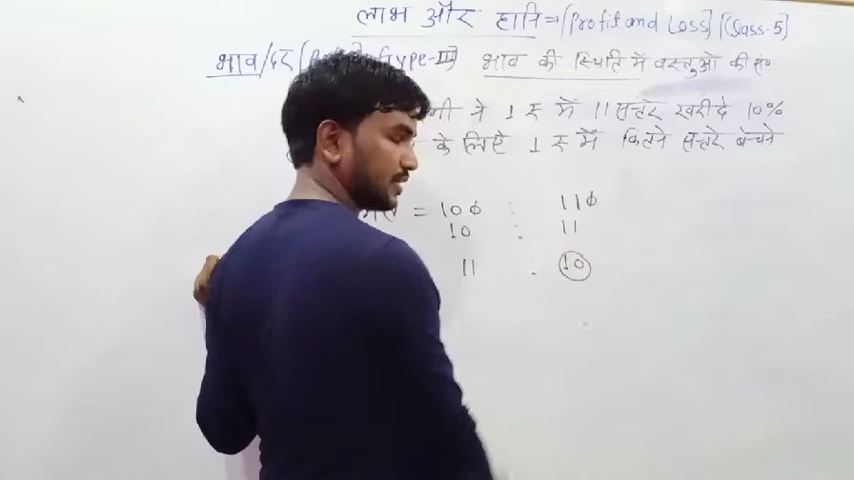 लाभ और हानि⇒[Profit and Loss] [Class-5]
भाव/दर Type-III भाव की स्थिति में वस्तुओ की
ने 1 रु में 11 सन्तरे खरीदे 10%
के लिए 1 रु में कितने सन्तरे बेचने
= 100 : 110
10 : 11
11 : 10